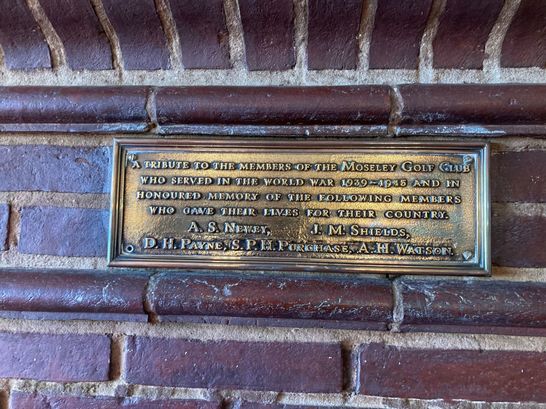 A TRIBUTE TO THE MEMBERS OF THE MOSELEY GOLF CLUB
WHO SERVED IN THE WORLD WAR 1939~1945 AND IN
HONOURED MEMORY OF THE FOLLOWING MEMBERS
WHO GAVE THEIR LIVES FOR THEIR COUNTRY.
A. S. NEVEY, J. M. SHIELDS,
D. H. PAYNE, S. P. H. PURCHASE, A. H. WATSON.